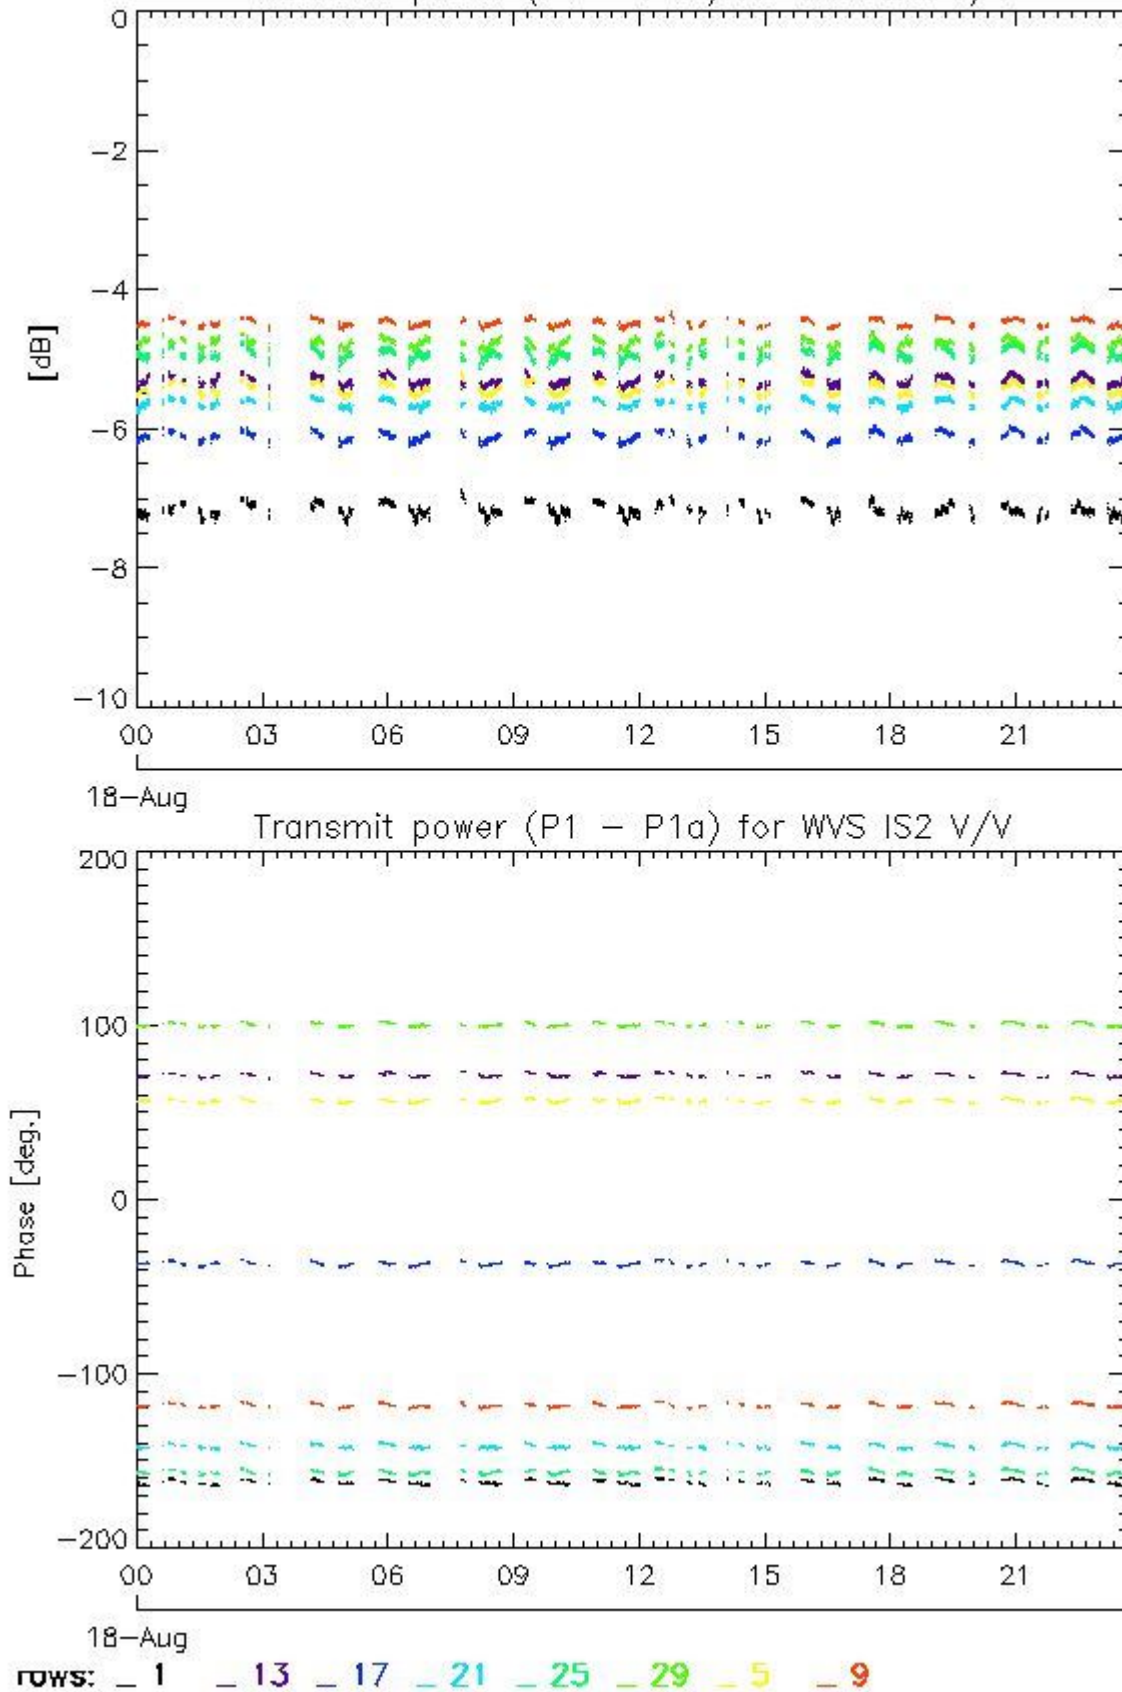 0
−2
−4
[dB]
−6
−8
−10
00 03 06 09 12 15 18 21
18−Aug
Transmit power (P1 − P1a) for WVS IS2 V/V
200
100
Phase [deg.]
0
−100
−200
00 03 06 09 12 15 18 21
18−Aug
rows: _ 1 _ 13 _ 17 _ 21 _ 25 _ 29 _ 5 _ 9